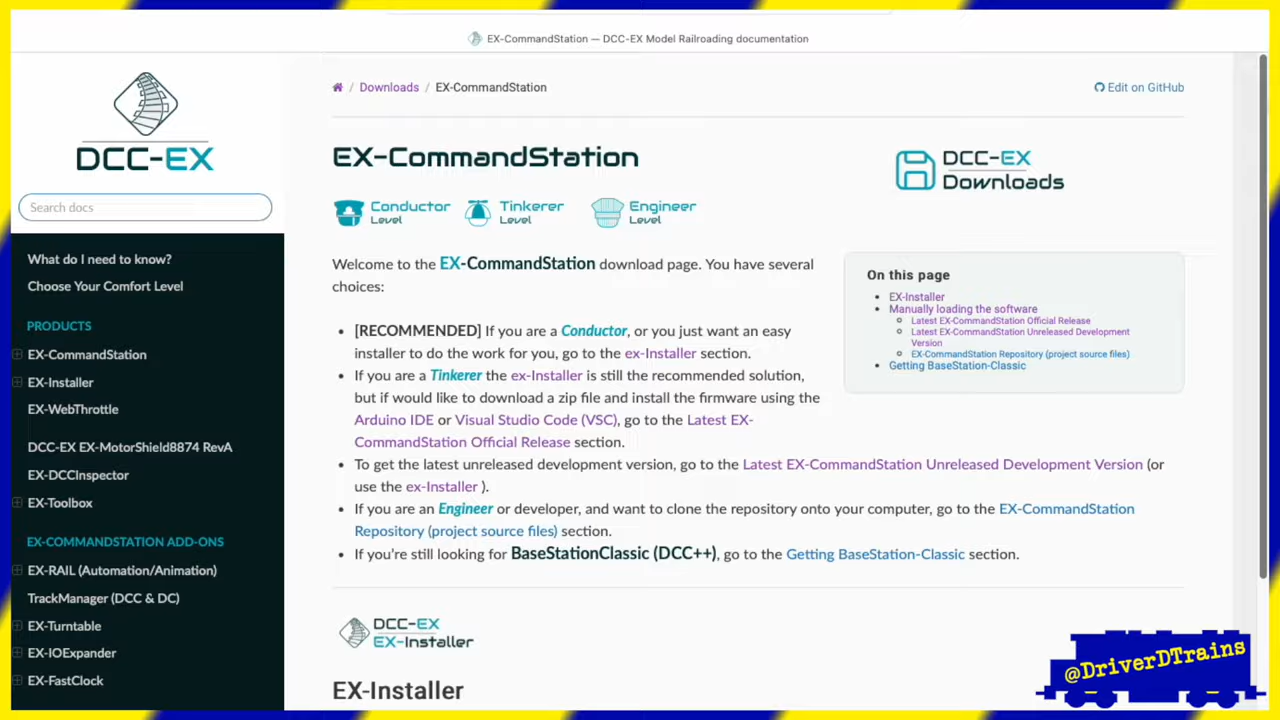 EX-CommandStation — DCC-EX Model Railroading documentation
DCC-EX
Search docs
What do I need to know?
Choose Your Comfort Level
PRODUCTS
EX-CommandStation
EX-Installer
EX-WebThrottle
DCC-EX EX-MotorShield8874 RevA
EX-DCCInspector
EX-Toolbox
EX-COMMANDSTATION ADD-ONS
EX-RAIL (Automation/Animation)
TrackManager (DCC & DC)
EX-Turntable
EX-IOExpander
EX-FastClock
/ Downloads / EX-CommandStation
Edit on GitHub
EX-CommandStation
DCC-EX
Downloads
Conductor
Level
Tinkerer
Level
Engineer
Level
Welcome to the EX-CommandStation download page. You have several
choices:
On this page
• EX-Installer
• Manually loading the software
Latest EX-CommandStation Official Release
Latest EX-CommandStation Unreleased Development
Version
EX-CommandStation Repository (project source files)
• Getting BaseStation-Classic
• [RECOMMENDED] If you are a Conductor, or you just want an easy
installer to do the work for you, go to the ex-Installer section.
• If you are a Tinkerer the ex-Installer is still the recommended solution,
but if would like to download a zip file and install the firmware using the
Arduino IDE or Visual Studio Code (VSC), go to the Latest EX-
CommandStation Official Release section.
• To get the latest unreleased development version, go to the Latest EX-CommandStation Unreleased Development Version (or
use the ex-Installer ).
• If you are an Engineer or developer, and want to clone the repository onto your computer, go to the EX-CommandStation
Repository (project source files) section.
• If you're still looking for BaseStationClassic (DCC++), go to the Getting BaseStation-Classic section.
DCC-EX
EX-Installer
EX-Installer
@DriverDTrains